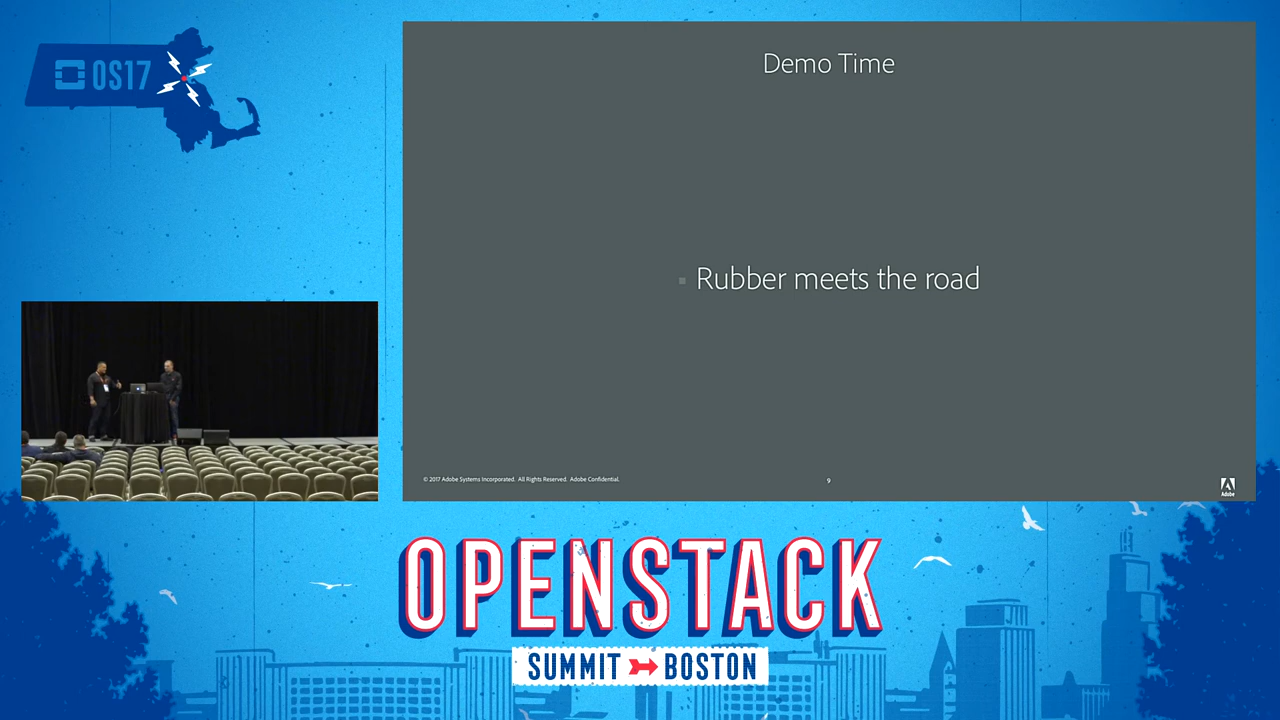 OS17
Demo Time
Rubber meets the road
© 2017 Adobe Systems Incorporated. All Rights Reserved. Adobe Confidential.
9
Adobe
OPENSTACK
SUMMIT BOSTON